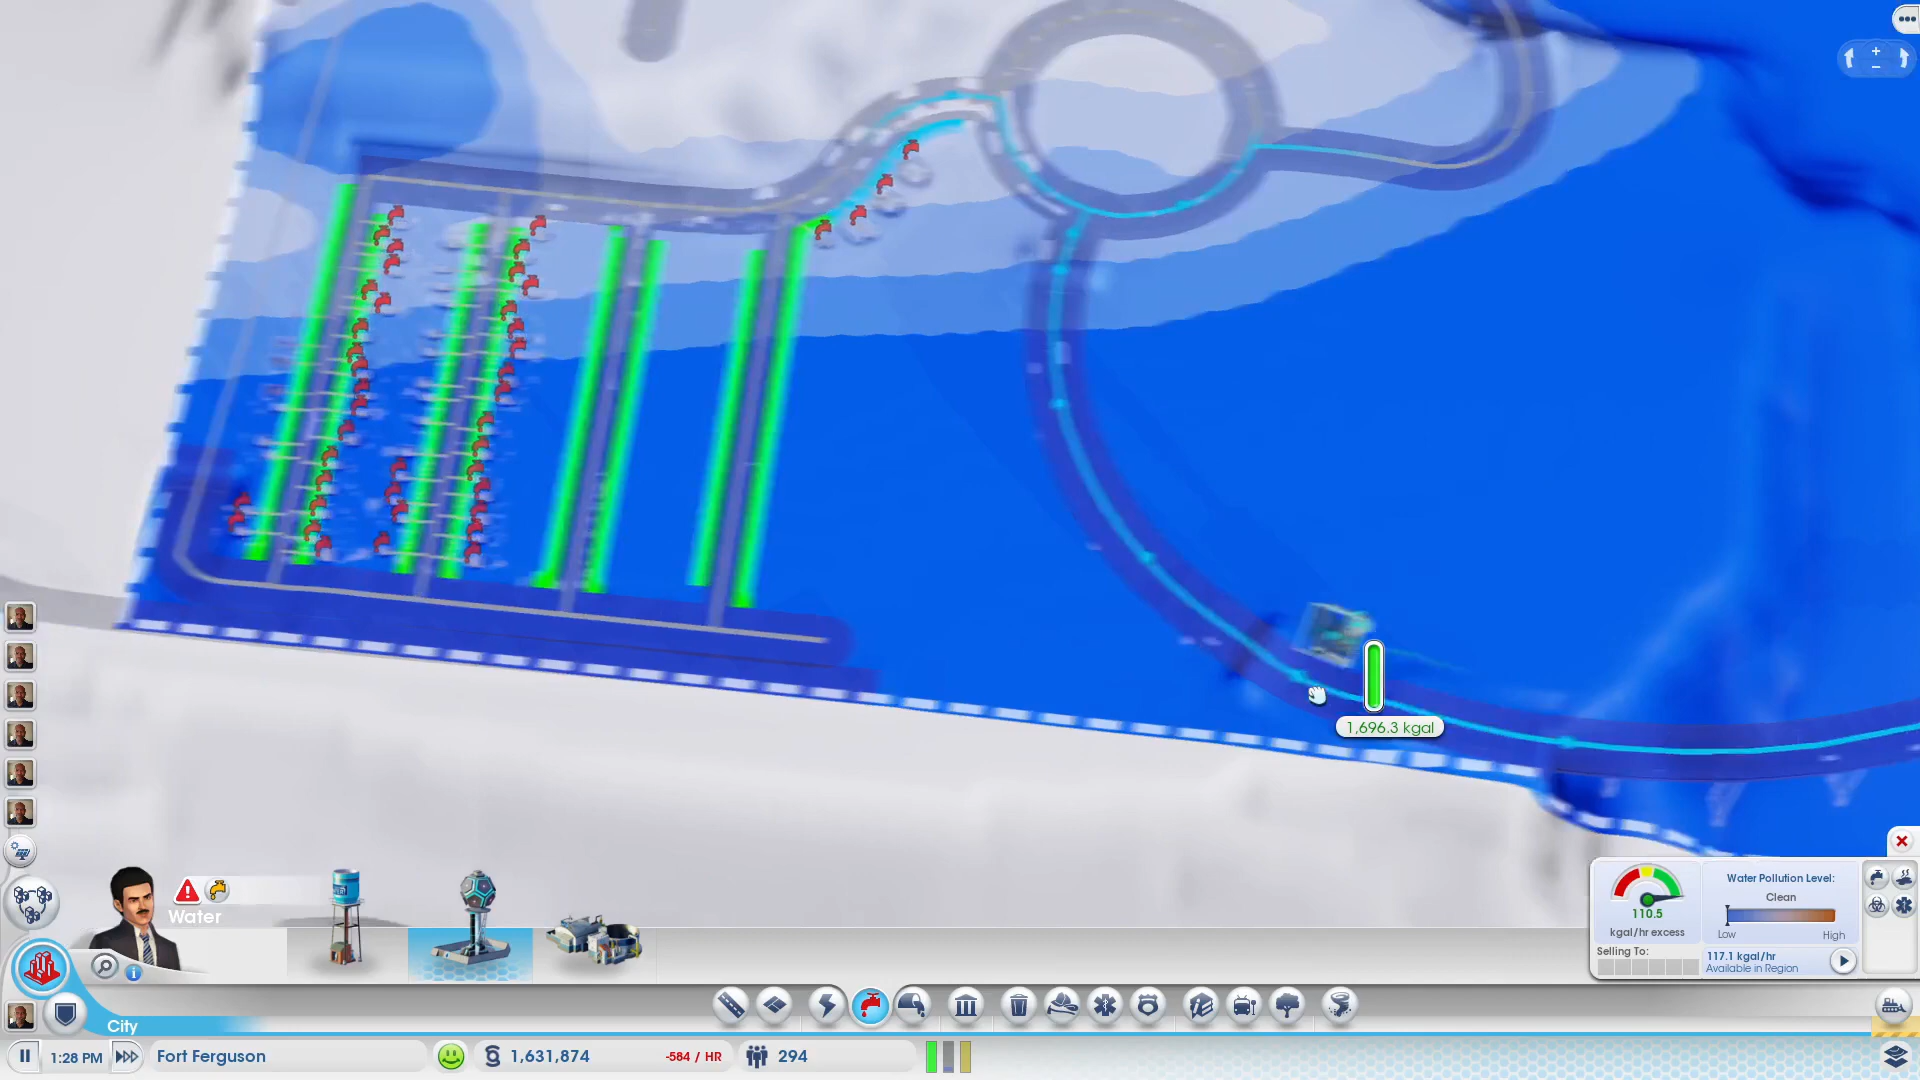 1,696.3 kgal
Water
110.5
kgal/hr excess
Selling To:
Water Pollution Level:
Clean
Low
High
117.1 kgal/hr
Available in Region
City
1:28 PM
Fort Ferguson
1,631,874
-584 / HR
294